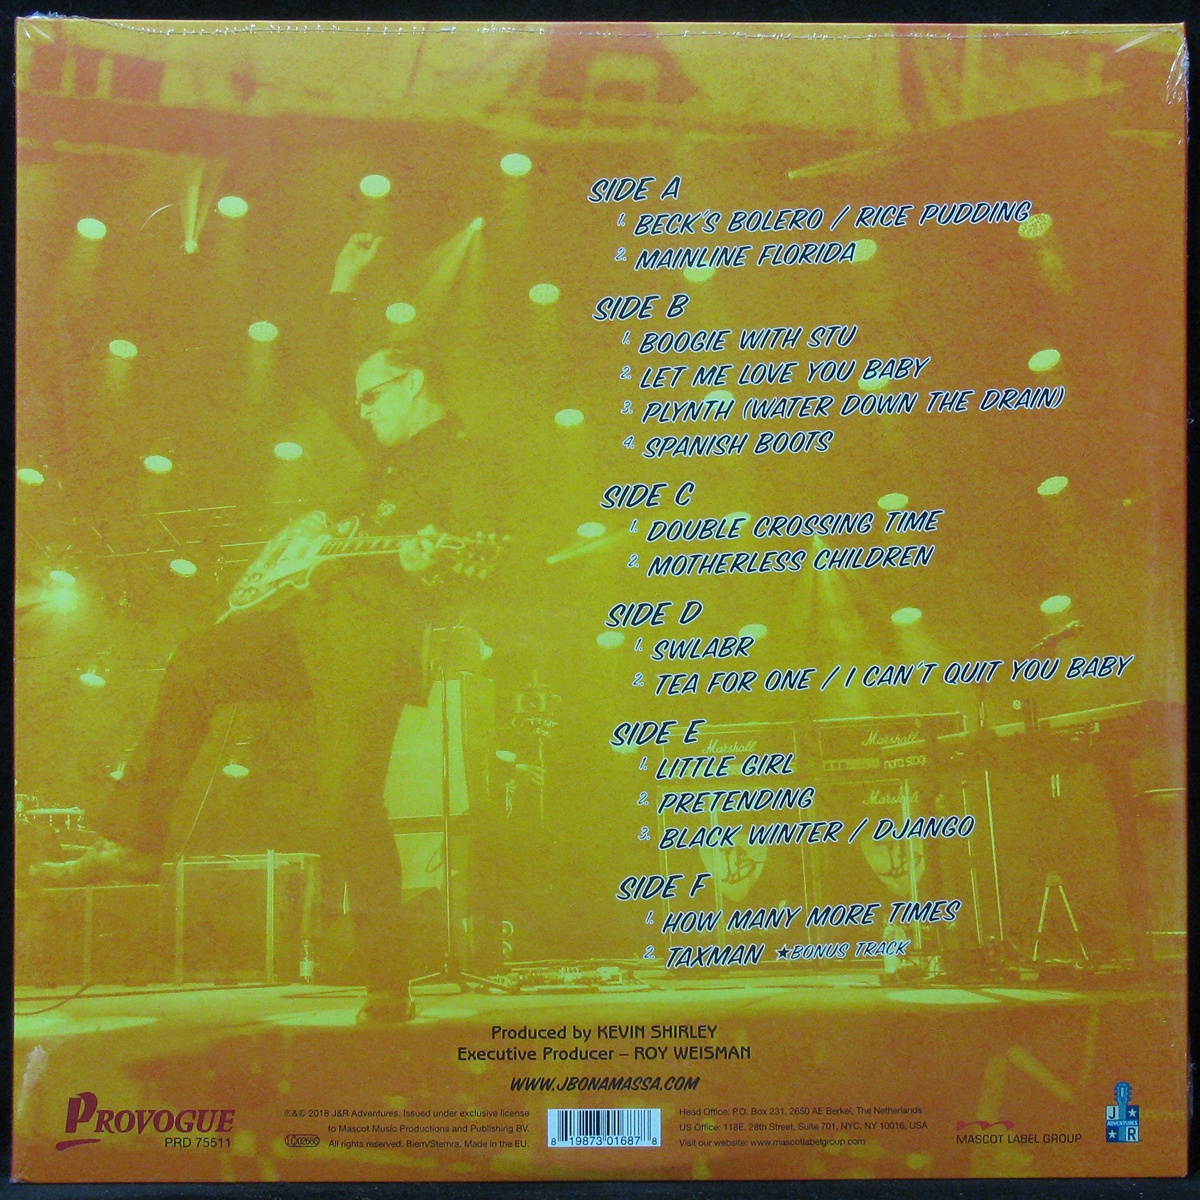 SIDE A
1. BECK'S BOLERO / RICE PUDDING
2. MAINLINE FLORIDA
SIDE B
1. BOOGIE WITH STU
2. LET ME LOVE YOU BABY
3. PLYNTH (WATER DOWN THE DRAIN)
4. SPANISH BOOTS
SIDE C
1. DOUBLE CROSSING TIME
2. MOTHERLESS CHILDREN
SIDE D
1. SWLABR
2. TEA FOR ONE / I CAN'T QUIT YOU BABY
SIDE E
Marshall
Marshall
1. LITTLE GIRL
2. PRETENDING
Marshall
3. BLACK WINTER / DJANGO
SIDE F
1. HOW MANY MORE TIMES
2. TAXMAN ★BONUS TRACK
Produced by KEVIN SHIRLEY
Executive Producer – ROY WEISMAN
WWW.JBONAMASSA.COM
PROVOGUE
PRD 75511
℗&© 2018 J&R Adventures. Issued under exclusive license
to Mascot Music Productions and Publishing BV.
All rights reserved. Biem/Stemra. Made in the EU.
8 19873 01687 8
Head Office: P.O. Box 231, 2650 AE Berkel, The Netherlands
US Office: 118E. 28th Street, Suite 701, NYC, NY 10016, USA
Visit our website: www.mascotlabelgroup.com
MASCOT LABEL GROUP
J
ADVENTURES
R